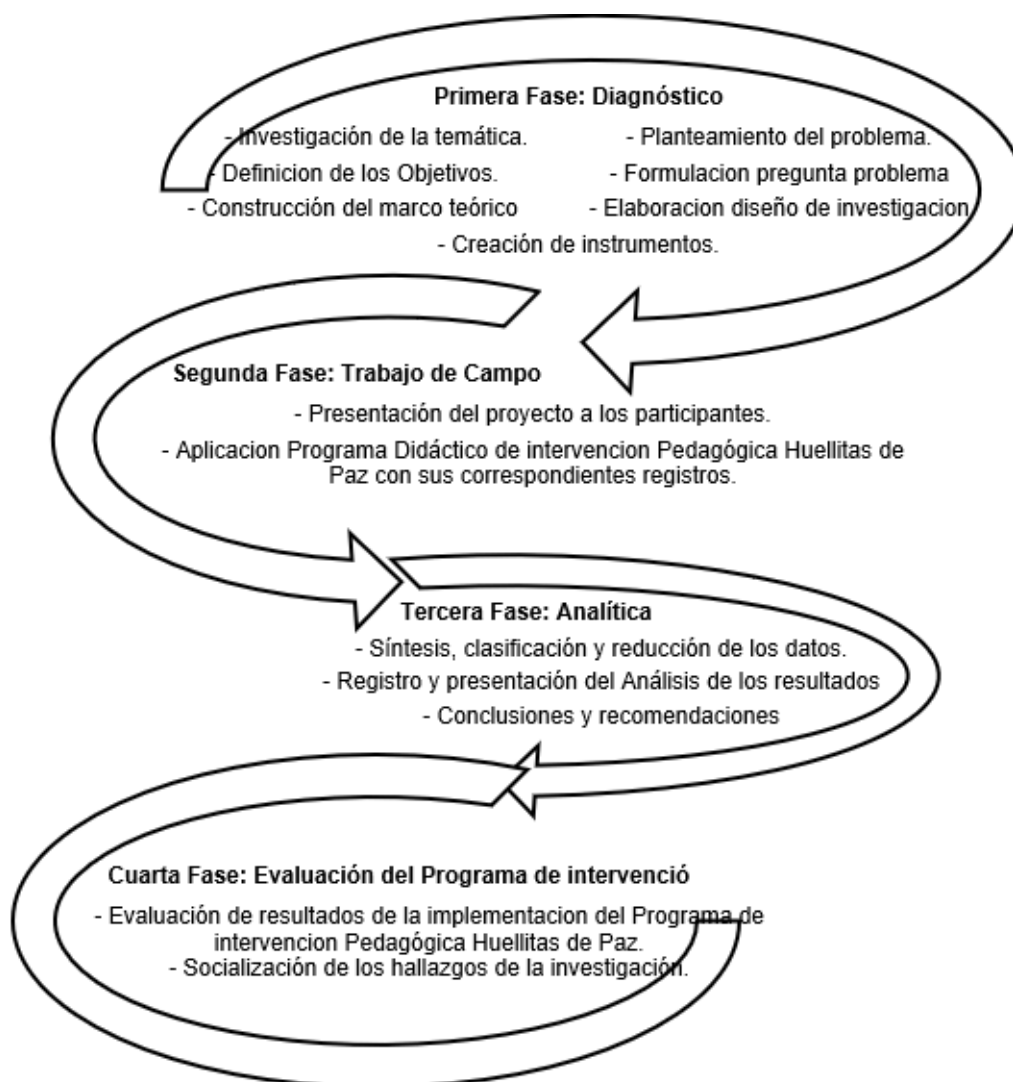 Primera Fase: Diagnóstico
- Investigación de la temática. - Planteamiento del problema.
- Definicion de los Objetivos. - Formulacion pregunta problema
- Construcción del marco teórico - Elaboracion diseño de investigacion
- Creación de instrumentos.
Segunda Fase: Trabajo de Campo
- Presentación del proyecto a los participantes.
- Aplicacion Programa Didáctico de intervencion Pedagógica Huellitas de
Paz con sus correspondientes registros.
Tercera Fase: Analítica
- Síntesis, clasificación y reducción de los datos.
- Registro y presentación del Análisis de los resultados
- Conclusiones y recomendaciones
Cuarta Fase: Evaluación del Programa de intervenció
- Evaluación de resultados de la implementacion del Programa de
intervencion Pedagógica Huellitas de Paz.
- Socialización de los hallazgos de la investigación.